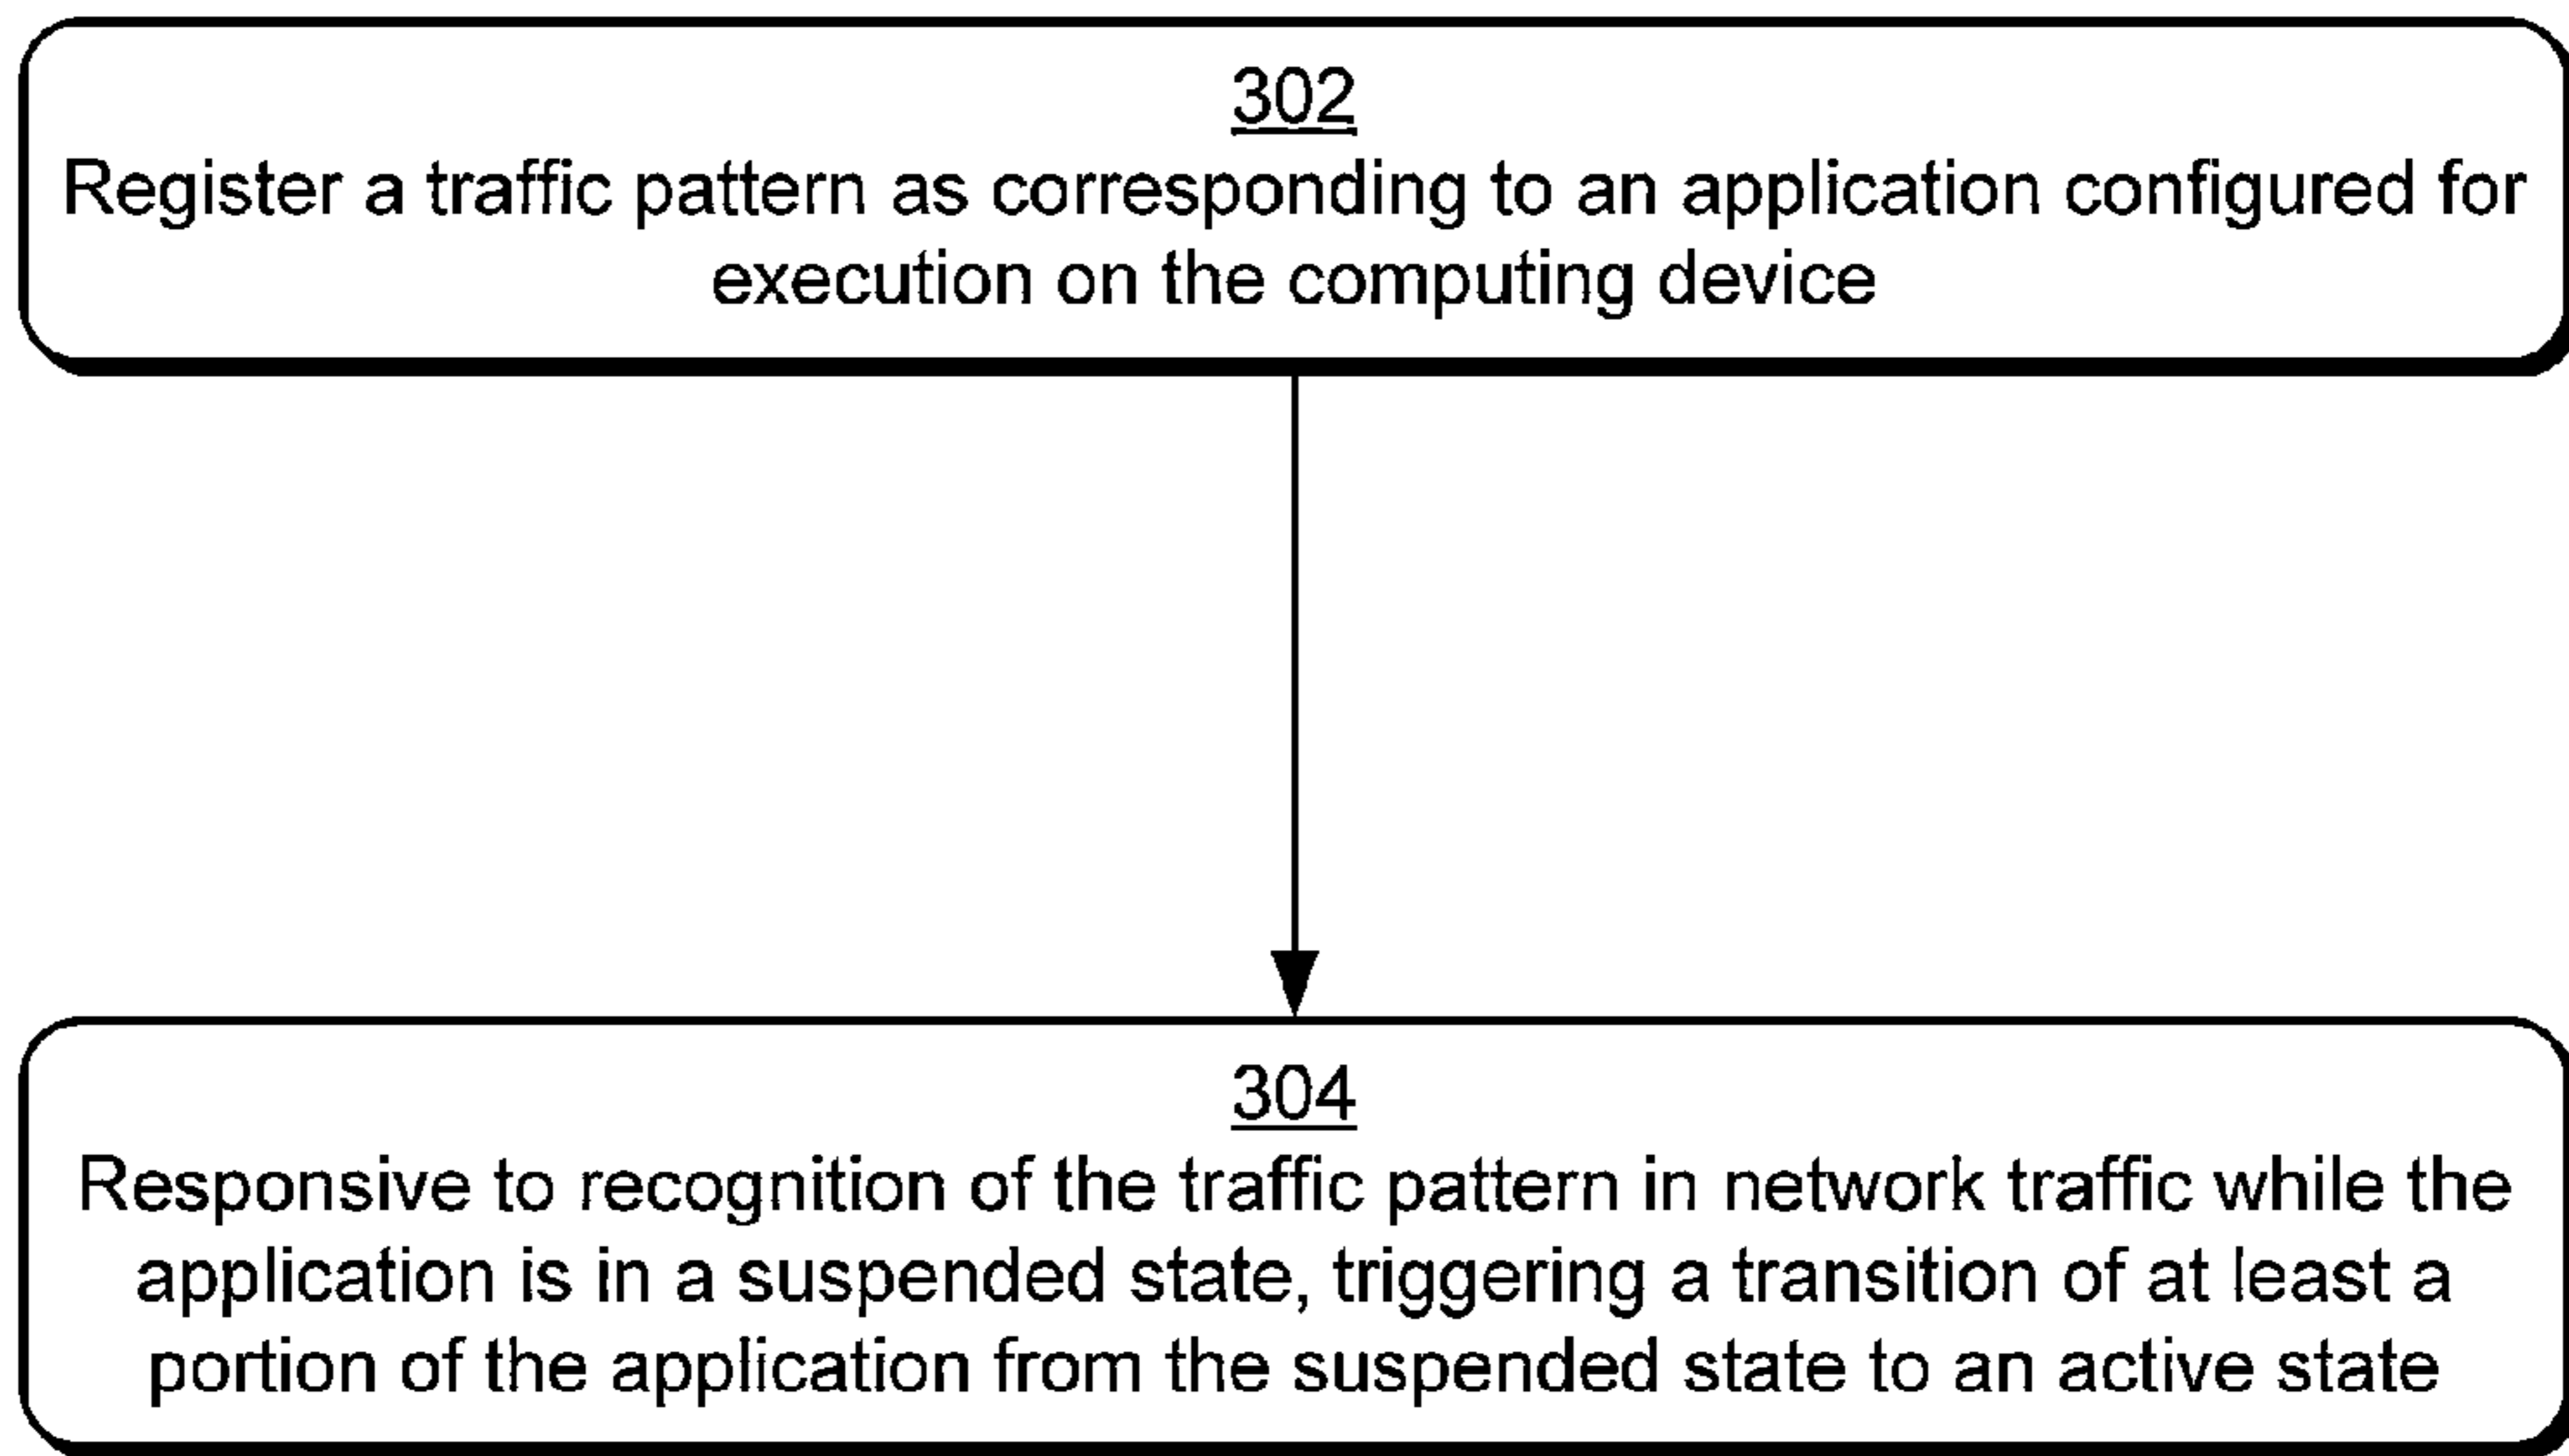 302
Register a traffic pattern as corresponding to an application configured for
execution on the computing device
304
Responsive to recognition of the traffic pattern in network traffic while the
application is in a suspended state, triggering a transition of at least a
portion of the application from the suspended state to an active state